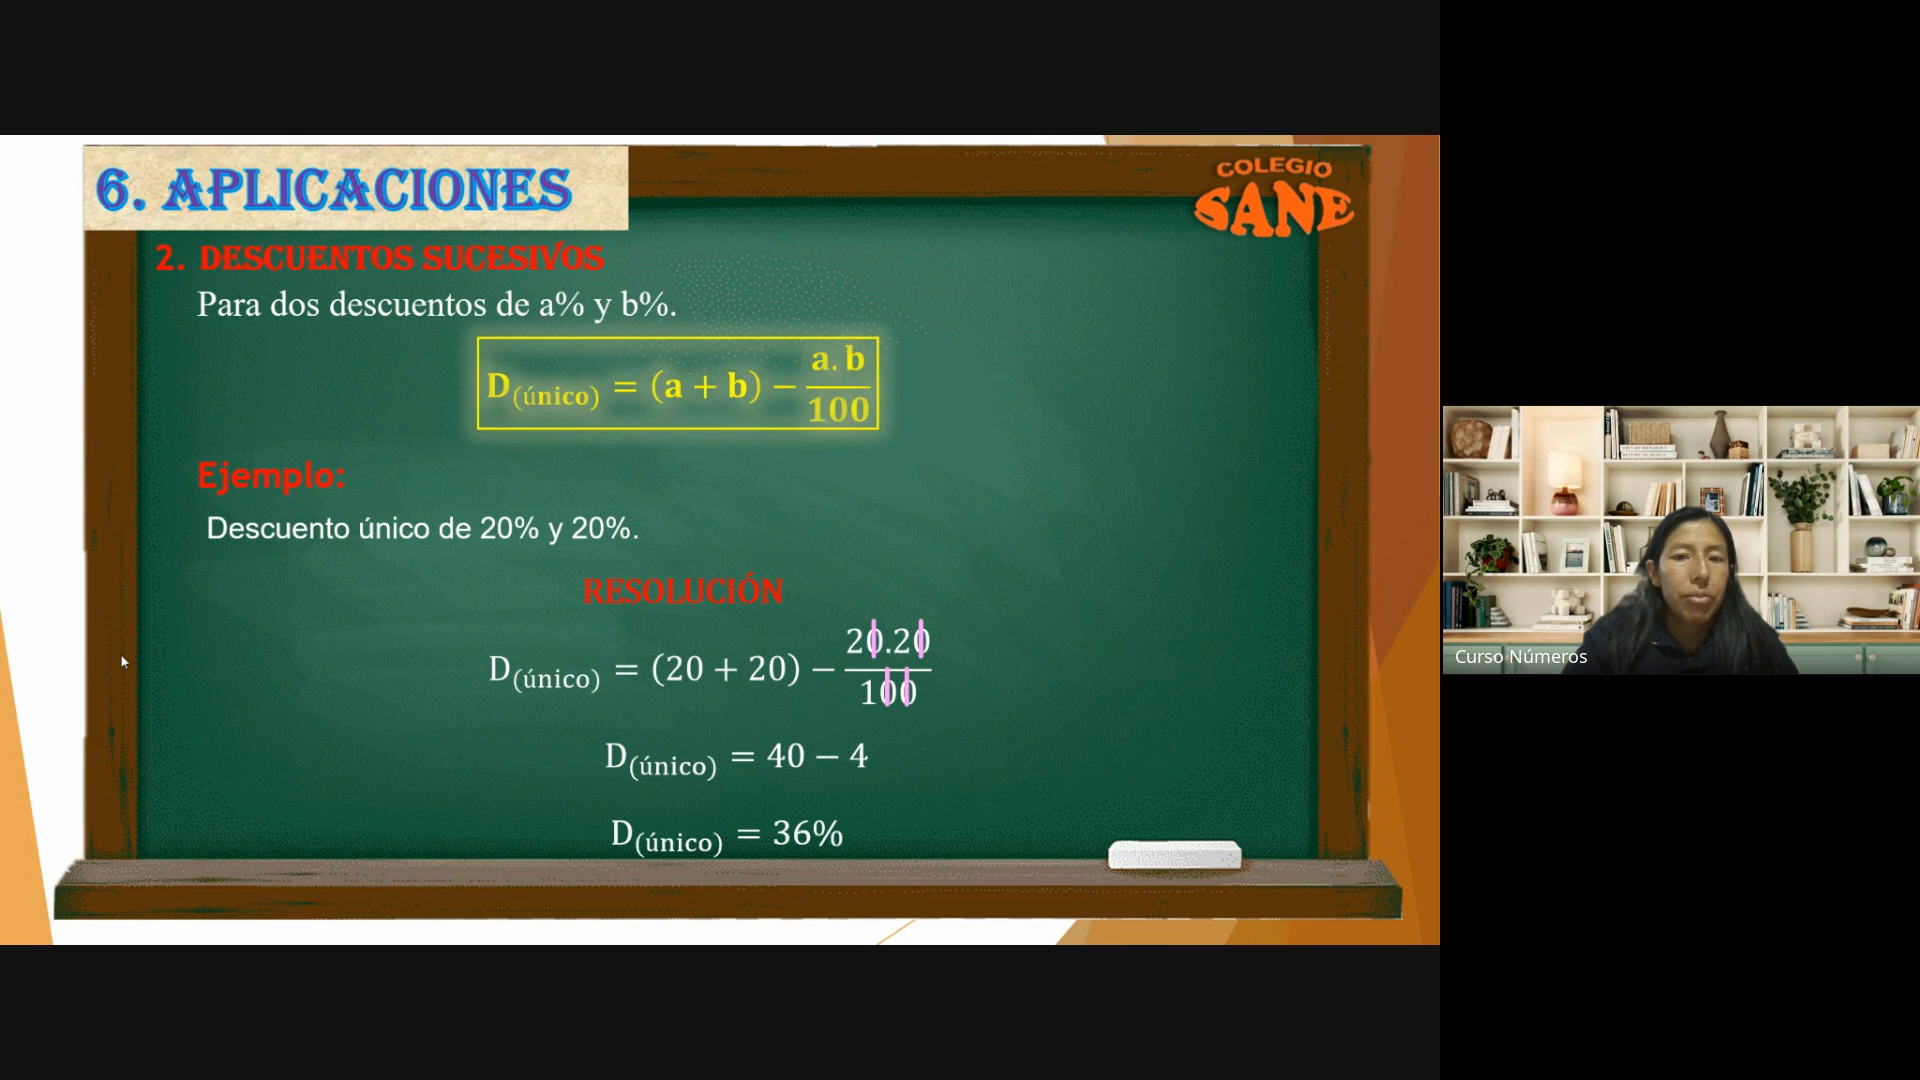 6. APLICACIONES
COLEGIO
SANE
2. DESCUENTOS SUCESIVOS
Para dos descuentos de a% y b%.
D(único) = (a + b) − a.b/100
Ejemplo:
Descuento único de 20% y 20%.
RESOLUCIÓN
D(único) = (20 + 20) − 20.20/100
D(único) = 40 − 4
D(único) = 36%
Curso Números